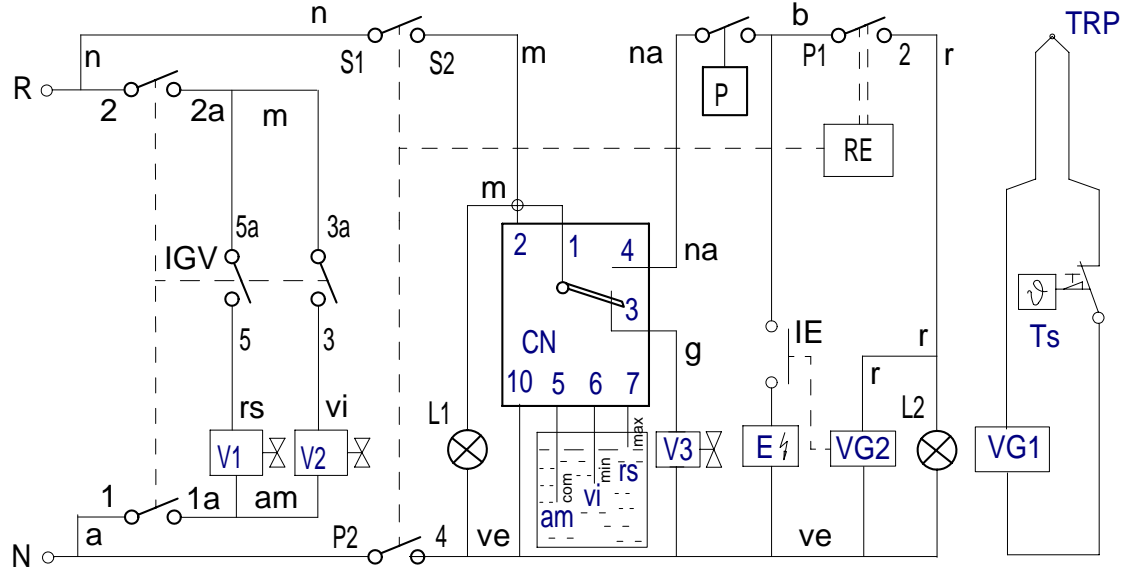 n
b
TRP
n
S1
S2
m
na
P1
2
r
R
2
2a
m
P
RE
m
5a
3a
2
1
4
na
IGV
3
ϑ
Ts
5
3
CN
g
IE
r
10
5
6
7
r
rs
vi
L1
L2
V1
V2
max
V3
E
VG2
VG1
com
min
rs
vi
am
1
1a
am
a
P2
4
ve
ve
N